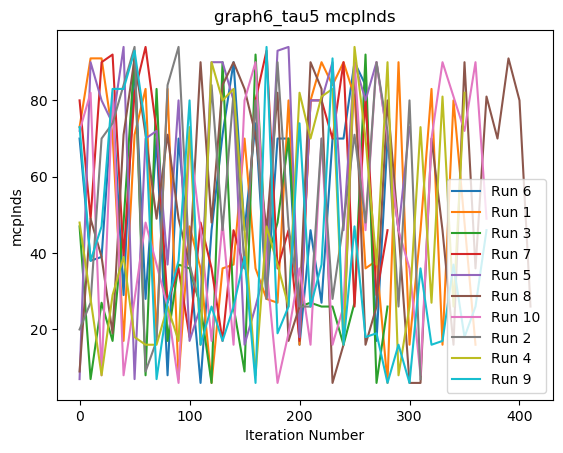 graph6_tau5 mcpInds
mcpInds
80
60
40
20
0
100
200
300
400
Iteration Number
Run 6
Run 1
Run 3
Run 7
Run 5
Run 8
Run 10
Run 2
Run 4
Run 9